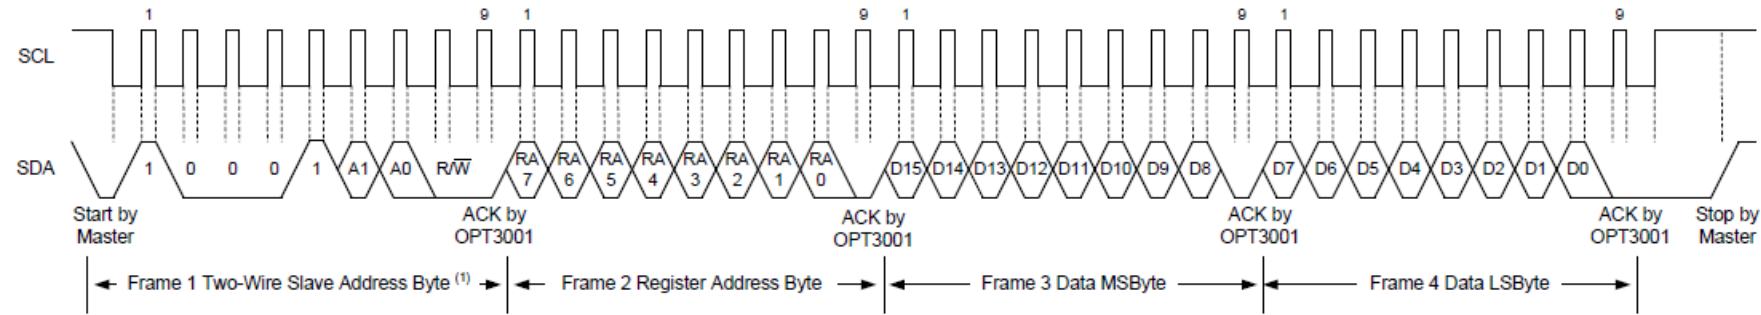 1 9 1 9 1 9 1 9
SCL
SDA
1 0 0 0 1 A1 A0 R/W RA RA RA RA RA RA RA RA D15 D14 D13 D12 D11 D10 D9 D8 D7 D6 D5 D4 D3 D2 D1 D0
7 6 5 4 3 2 1 0
Start by
Master
ACK by
OPT3001
ACK by
OPT3001
ACK by
OPT3001
ACK by
OPT3001
Stop by
Master
Frame 1 Two-Wire Slave Address Byte (1)
Frame 2 Register Address Byte
Frame 3 Data MSByte
Frame 4 Data LSByte